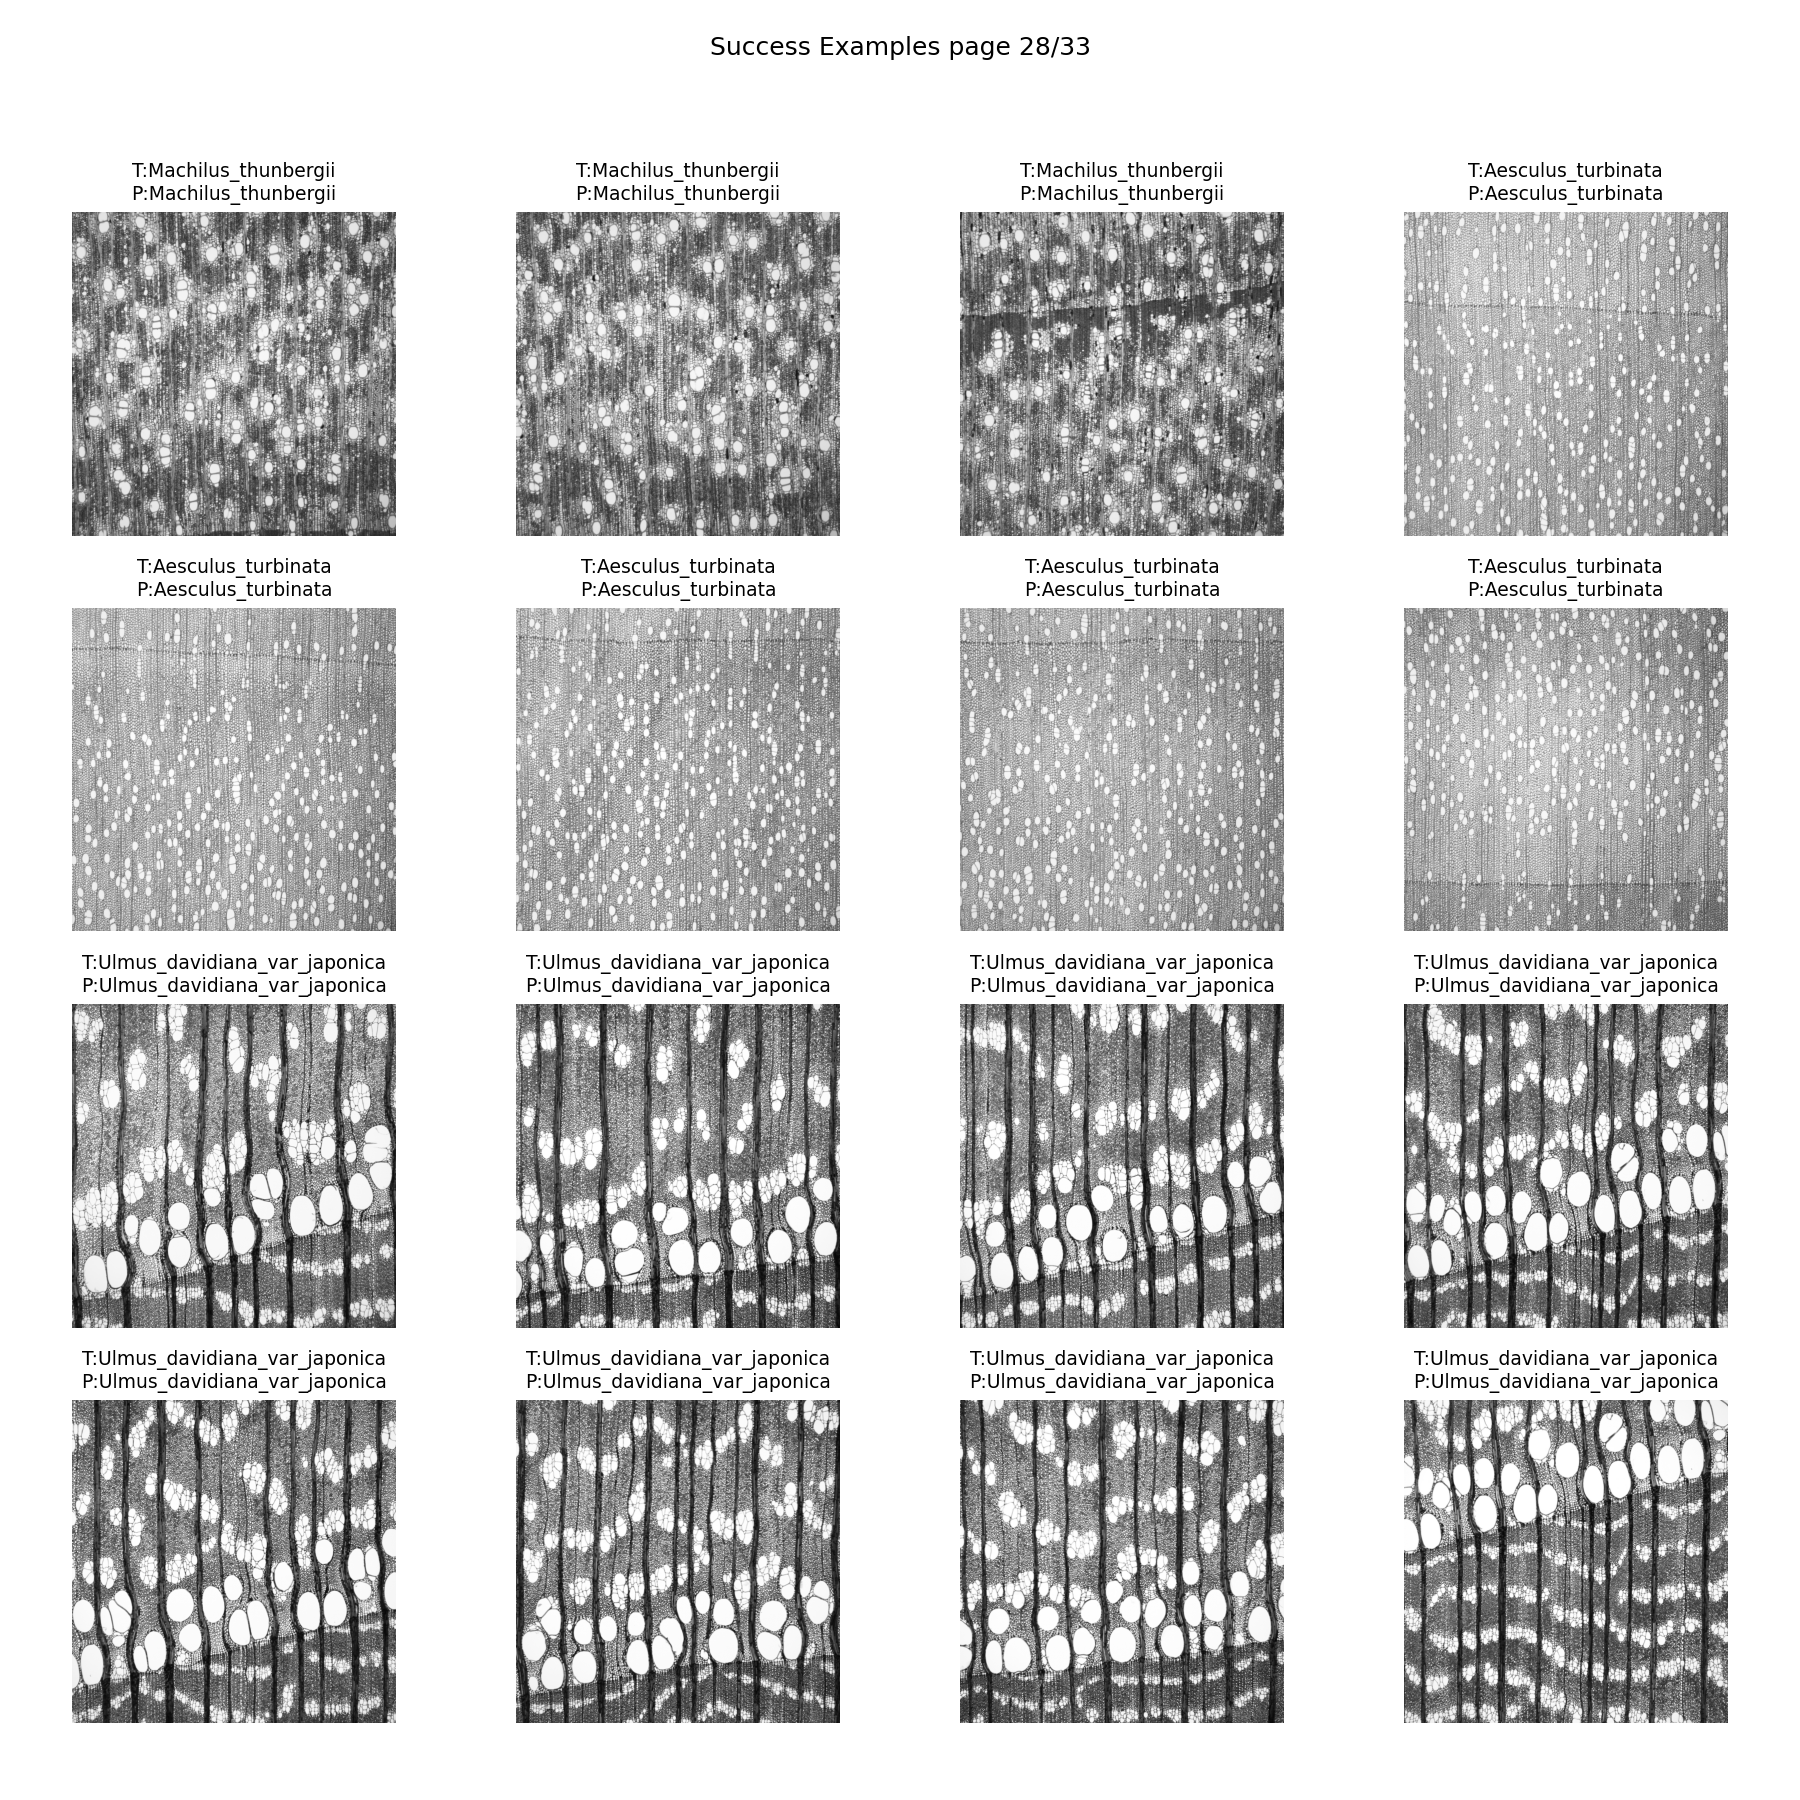 Success Examples page 28/33
T:Machilus_thunbergii
P:Machilus_thunbergii
T:Machilus_thunbergii
P:Machilus_thunbergii
T:Machilus_thunbergii
P:Machilus_thunbergii
T:Aesculus_turbinata
P:Aesculus_turbinata
T:Aesculus_turbinata
P:Aesculus_turbinata
T:Aesculus_turbinata
P:Aesculus_turbinata
T:Aesculus_turbinata
P:Aesculus_turbinata
T:Aesculus_turbinata
P:Aesculus_turbinata
T:Ulmus_davidiana_var_japonica
P:Ulmus_davidiana_var_japonica
T:Ulmus_davidiana_var_japonica
P:Ulmus_davidiana_var_japonica
T:Ulmus_davidiana_var_japonica
P:Ulmus_davidiana_var_japonica
T:Ulmus_davidiana_var_japonica
P:Ulmus_davidiana_var_japonica
T:Ulmus_davidiana_var_japonica
P:Ulmus_davidiana_var_japonica
T:Ulmus_davidiana_var_japonica
P:Ulmus_davidiana_var_japonica
T:Ulmus_davidiana_var_japonica
P:Ulmus_davidiana_var_japonica
T:Ulmus_davidiana_var_japonica
P:Ulmus_davidiana_var_japonica